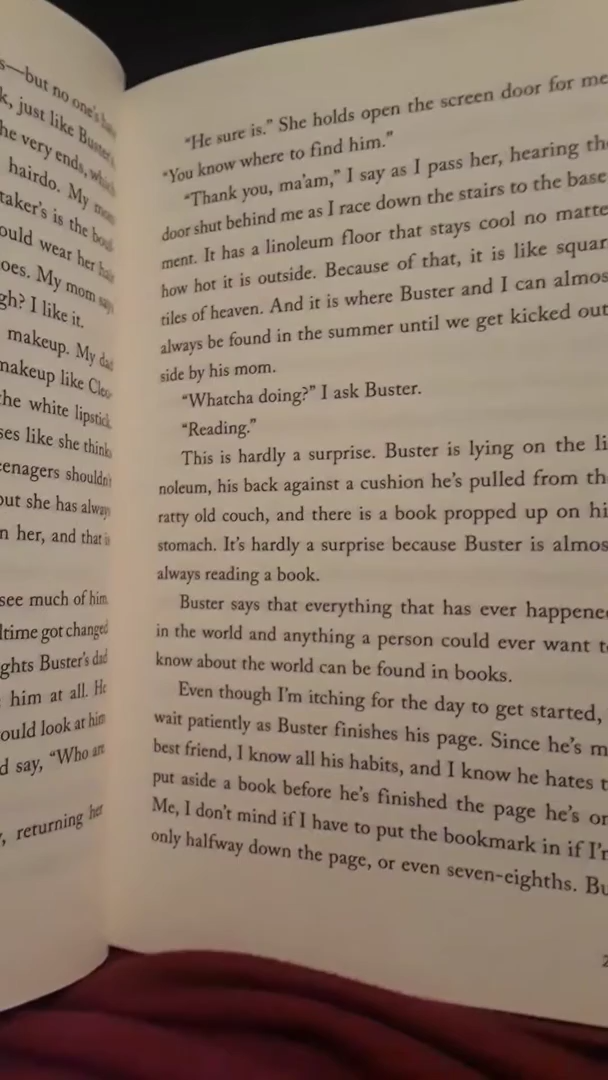 s—but no one's
k, just like Buster
he very ends,
hairdo. My mom
taker's is the
ould wear her
oes. My mom says
gh? I like it.
makeup. My dad
makeup like Cleo-
he white lipstick
ses like she think
eenagers shouldn'
out she has alway
n her, and that
see much of him
ltime got changed
ghts Buster's dad
him at all. He
ould look at him
d say, "Who are
, returning her
"He sure is." She holds open the screen door for me
"You know where to find him."
"Thank you, ma'am," I say as I pass her, hearing the
door shut behind me as I race down the stairs to the base
ment. It has a linoleum floor that stays cool no matte
how hot it is outside. Because of that, it is like squar
tiles of heaven. And it is where Buster and I can almos
always be found in the summer until we get kicked out
side by his mom.
"Whatcha doing?" I ask Buster.
"Reading."
This is hardly a surprise. Buster is lying on the li
noleum, his back against a cushion he's pulled from th
ratty old couch, and there is a book propped up on hi
stomach. It's hardly a surprise because Buster is almos
always reading a book.
Buster says that everything that has ever happene
in the world and anything a person could ever want t
know about the world can be found in books.
Even though I'm itching for the day to get started,
wait patiently as Buster finishes his page. Since he's m
best friend, I know all his habits, and I know he hates t
put aside a book before he's finished the page he's on
Me, I don't mind if I have to put the bookmark in if I'm
only halfway down the page, or even seven-eighths. Bu
2